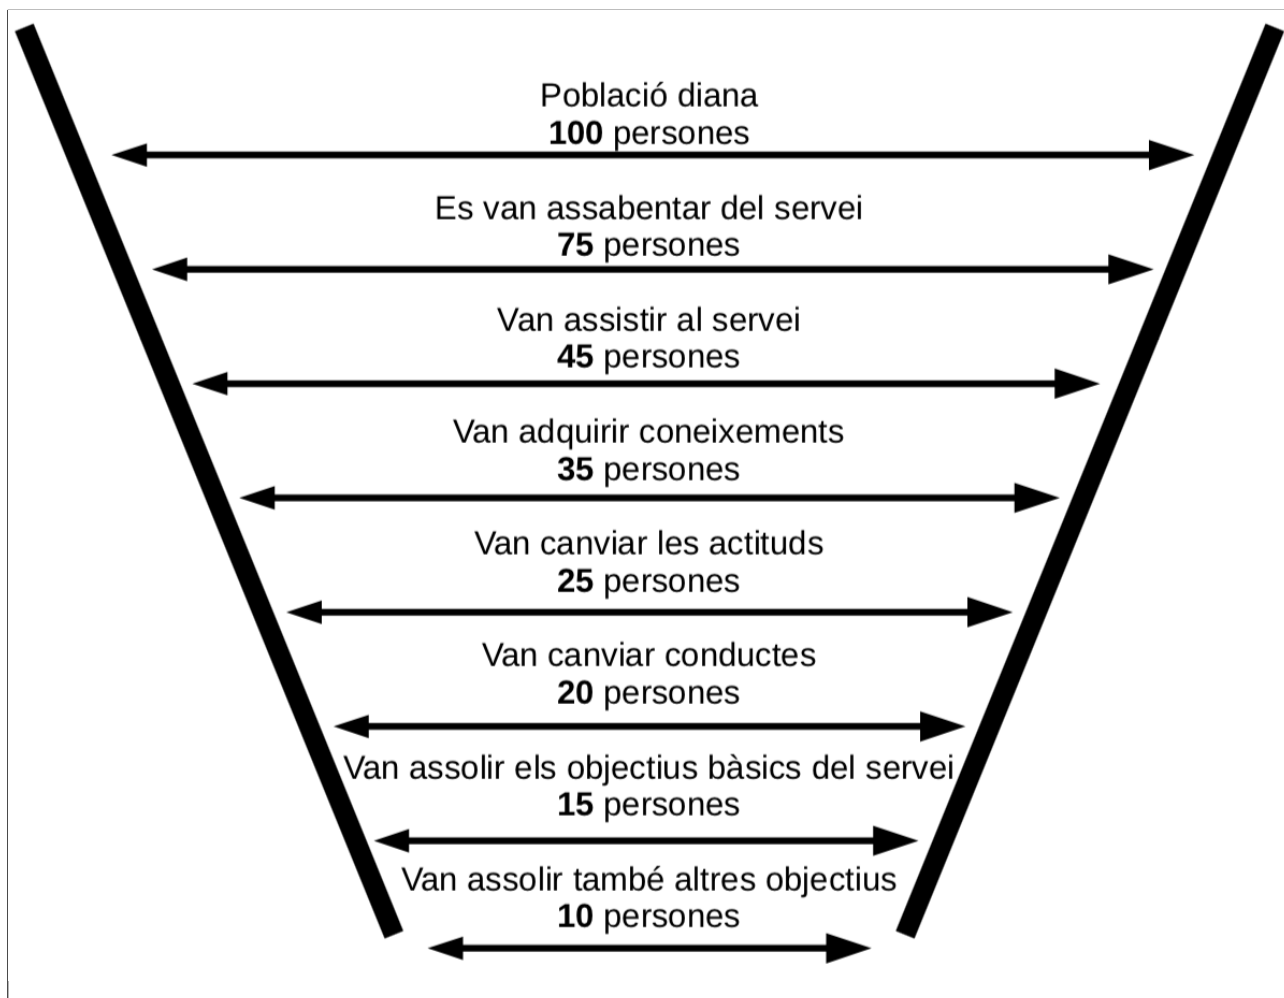 Població diana
100 persones
Es van assabentar del servei
75 persones
Van assistir al servei
45 persones
Van adquirir coneixements
35 persones
Van canviar les actituds
25 persones
Van canviar conductes
20 persones
Van assolir els objectius bàsics del servei
15 persones
Van assolir també altres objectius
10 persones